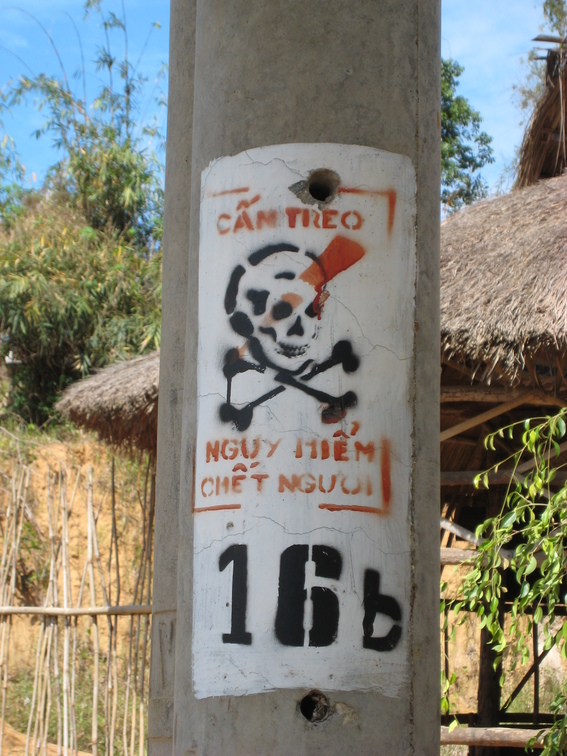 CẤM TREO
NGUY HIỂM
CHẾT NGƯỜI
16b